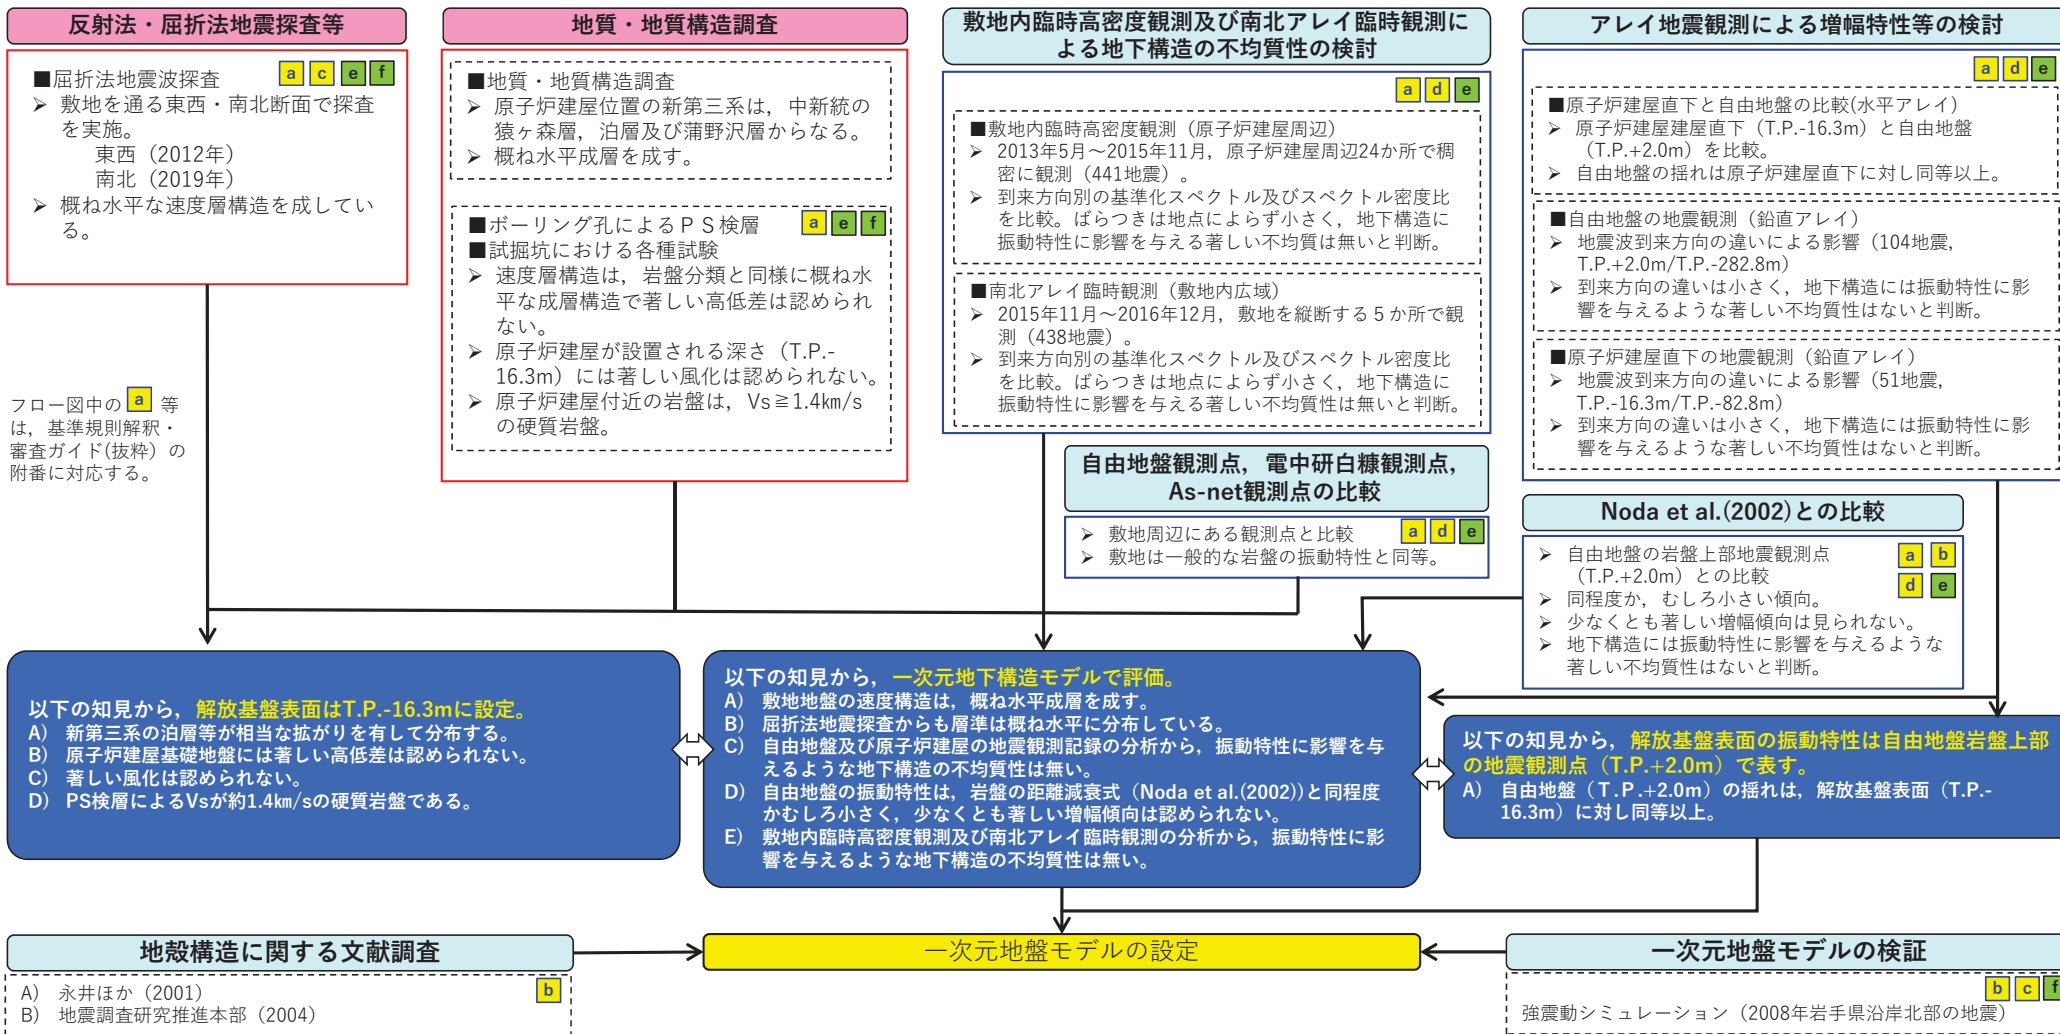 反射法・屈折法地震探査等
■屈折法地震波探査
a c e f
➢ 敷地を通る東西・南北断面で探査
を実施。
東西（2012年）
南北（2019年）
➢ 概ね水平な速度層構造を成してい
る。
フロー図中の a 等
は，基準規則解釈・
審査ガイド(抜粋）の
附番に対応する。
地質・地質構造調査
■地質・地質構造調査
➢ 原子炉建屋位置の新第三系は，中新統の
猿ヶ森層，泊層及び蒲野沢層からなる。
➢ 概ね水平成層を成す。
■ボーリング孔によるＰＳ検層
a e f
■試掘坑における各種試験
➢ 速度層構造は，岩盤分類と同様に概ね水
平な成層構造で著しい高低差は認められ
ない。
➢ 原子炉建屋が設置される深さ（T.P.-
16.3m）には著しい風化は認められない。
➢ 原子炉建屋付近の岩盤は，Vs≧1.4㎞/s
の硬質岩盤。
敷地内臨時高密度観測及び南北アレイ臨時観測に
よる地下構造の不均質性の検討
a d e
■敷地内臨時高密度観測（原子炉建屋周辺）
➢ 2013年5月～2015年11月，原子炉建屋周辺24か所で稠
密に観測（441地震）。
➢ 到来方向別の基準化スペクトル及びスペクトル密度比
を比較。ばらつきは地点によらず小さく，地下構造に
振動特性に影響を与える著しい不均質は無いと判断。
■南北アレイ臨時観測（敷地内広域）
➢ 2015年11月～2016年12月，敷地を縦断する５か所で観
測（438地震）。
➢ 到来方向別の基準化スペクトル及びスペクトル密度比
を比較。ばらつきは地点によらず小さく，地下構造に
振動特性に影響を与える著しい不均質性は無いと判断。
自由地盤観測点，電中研白糠観測点，
As-net観測点の比較
a d e
➢ 敷地周辺にある観測点と比較
➢ 敷地は一般的な岩盤の振動特性と同等。
アレイ地震観測による増幅特性等の検討
a d e
■原子炉建屋直下と自由地盤の比較(水平アレイ）
➢ 原子炉建屋建屋直下（T.P.-16.3m）と自由地盤
（T.P.+2.0m）を比較。
➢ 自由地盤の揺れは原子炉建屋直下に対し同等以上。
■自由地盤の地震観測（鉛直アレイ）
➢ 地震波到来方向の違いによる影響（104地震，
T.P.+2.0m/T.P.-282.8m）
➢ 到来方向の違いは小さく，地下構造には振動特性に影
響を与えるような著しい不均質性はないと判断。
■原子炉建屋直下の地震観測（鉛直アレイ）
➢ 地震波到来方向の違いによる影響（51地震，
T.P.-16.3m/T.P.-82.8m）
➢ 到来方向の違いは小さく，地下構造には振動特性に影
響を与えるような著しい不均質性はないと判断。
Noda et al.(2002)との比較
a b
d e
➢ 自由地盤の岩盤上部地震観測点
（T.P.+2.0m）との比較
➢ 同程度か，むしろ小さい傾向。
➢ 少なくとも著しい増幅傾向は見られない。
➢ 地下構造には振動特性に影響を与えるような
著しい不均質性はないと判断。
以下の知見から，解放基盤表面はT.P.-16.3mに設定。
A) 新第三系の泊層等が相当な拡がりを有して分布する。
B) 原子炉建屋基礎地盤には著しい高低差は認められない。
C) 著しい風化は認められない。
D) PS検層によるVsが約1.4㎞/sの硬質岩盤である。
以下の知見から，一次元地下構造モデルで評価。
A) 敷地地盤の速度構造は，概ね水平成層を成す。
B) 屈折法地震探査からも層準は概ね水平に分布している。
C) 自由地盤及び原子炉建屋の地震観測記録の分析から，振動特性に影響を与
えるような地下構造の不均質性は無い。
D) 自由地盤の振動特性は，岩盤の距離減衰式（Noda et al.(2002))と同程度
かむしろ小さく，少なくとも著しい増幅傾向は認められない。
E) 敷地内臨時高密度観測及び南北アレイ臨時観測の分析から，振動特性に影
響を与えるような地下構造の不均質性は無い。
以下の知見から，解放基盤表面の振動特性は自由地盤岩盤上部
の地震観測点（T.P.+2.0m）で表す。
A) 自由地盤（Ｔ.Ｐ.+2.0m）の揺れは，解放基盤表面（T.P.-
16.3m）に対し同等以上。
地殻構造に関する文献調査
b
A) 永井ほか（2001）
B) 地震調査研究推進本部（2004）
一次元地盤モデルの設定
一次元地盤モデルの検証
b c f
強震動シミュレーション（2008年岩手県沿岸北部の地震）